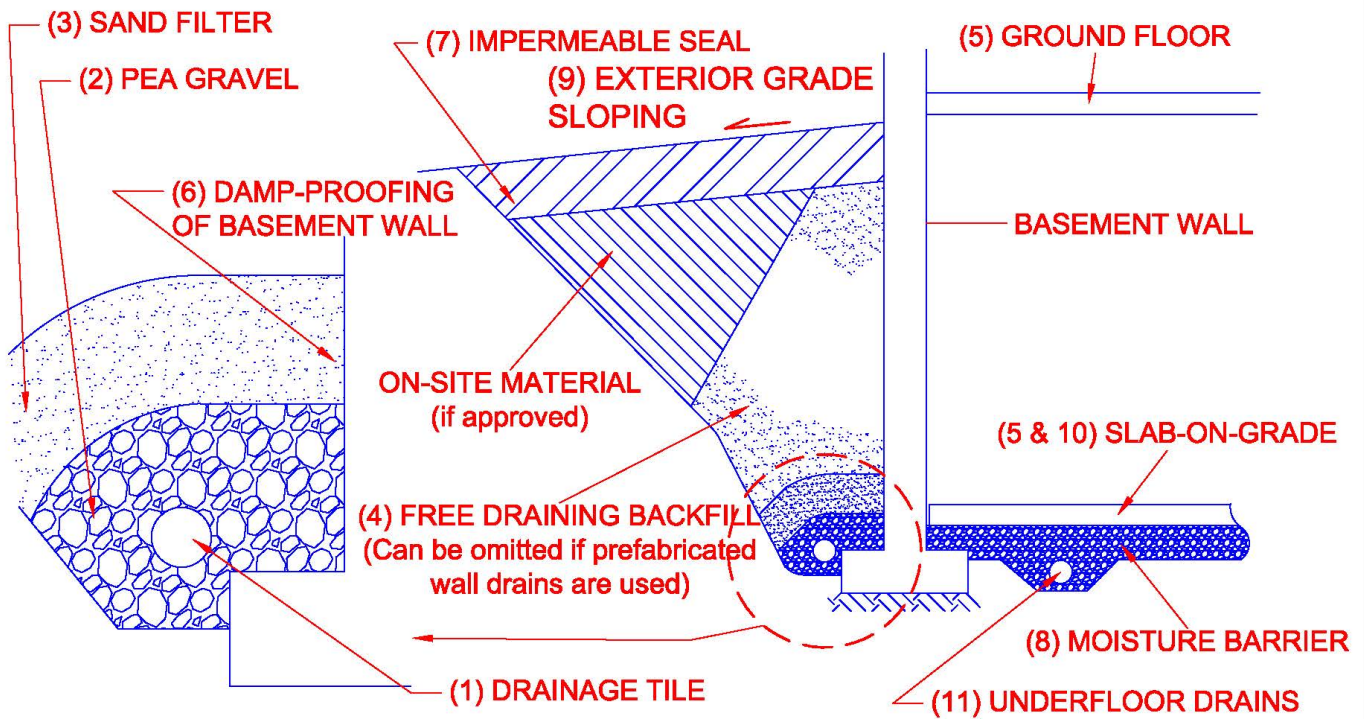 (3) SAND FILTER
(2) PEA GRAVEL
(7) IMPERMEABLE SEAL
(9) EXTERIOR GRADE
SLOPING
(5) GROUND FLOOR
(6) DAMP-PROOFING
OF BASEMENT WALL
BASEMENT WALL
ON-SITE MATERIAL
(if approved)
(5 & 10) SLAB-ON-GRADE
(4) FREE DRAINING BACKFILL
(Can be omitted if prefabricated
wall drains are used)
(8) MOISTURE BARRIER
(1) DRAINAGE TILE
(11) UNDERFLOOR DRAINS